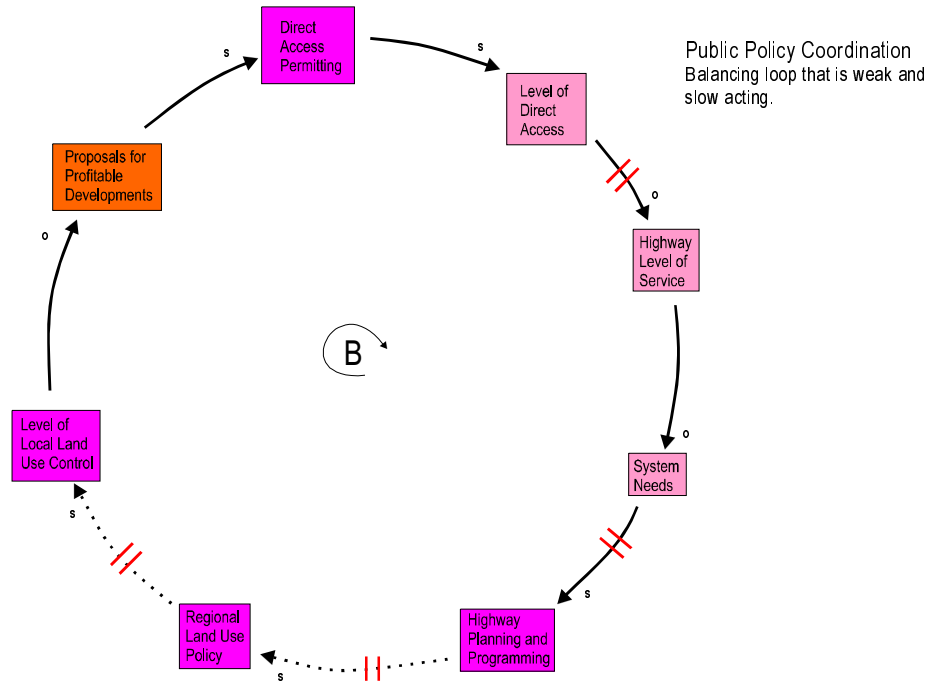 Public Policy Coordination
Balancing loop that is weak and
slow acting.
Direct
Access
Permitting
s
Level of
Direct
Access
o
Highway
Level of
Service
o
System
Needs
s
Highway
Planning and
Programming
s
Regional
Land Use
Policy
s
Level of
Local Land
Use Control
o
Proposals for
Profitable
Developments
s
B